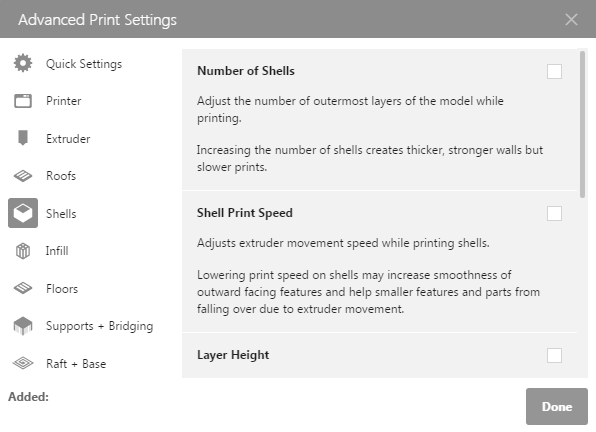 Advanced Print Settings
Quick Settings
Printer
Extruder
Roofs
Shells
Infill
Floors
Supports + Bridging
Raft + Base
Number of Shells
Adjust the number of outermost layers of the model while
printing.
Increasing the number of shells creates thicker, stronger walls but
slower prints.
Shell Print Speed
Adjusts extruder movement speed while printing shells.
Lowering print speed on shells may increase smoothness of
outward facing features and help smaller features and parts from
falling over due to extruder movement.
Layer Height
Added:
Done